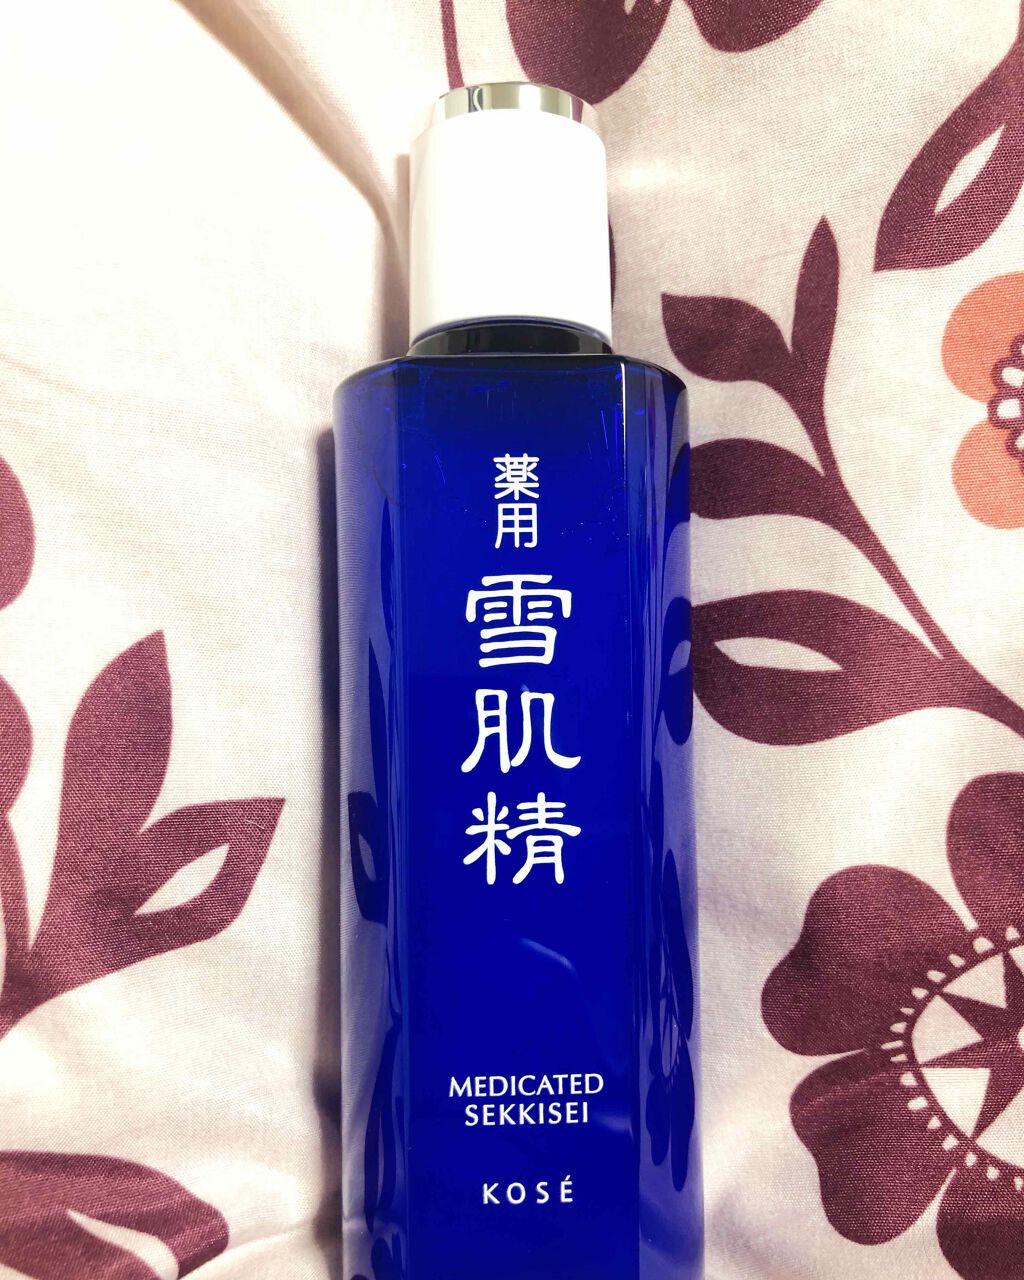 薬用
雪肌精
MEDICATED
SEKKISEI
KOSÉ